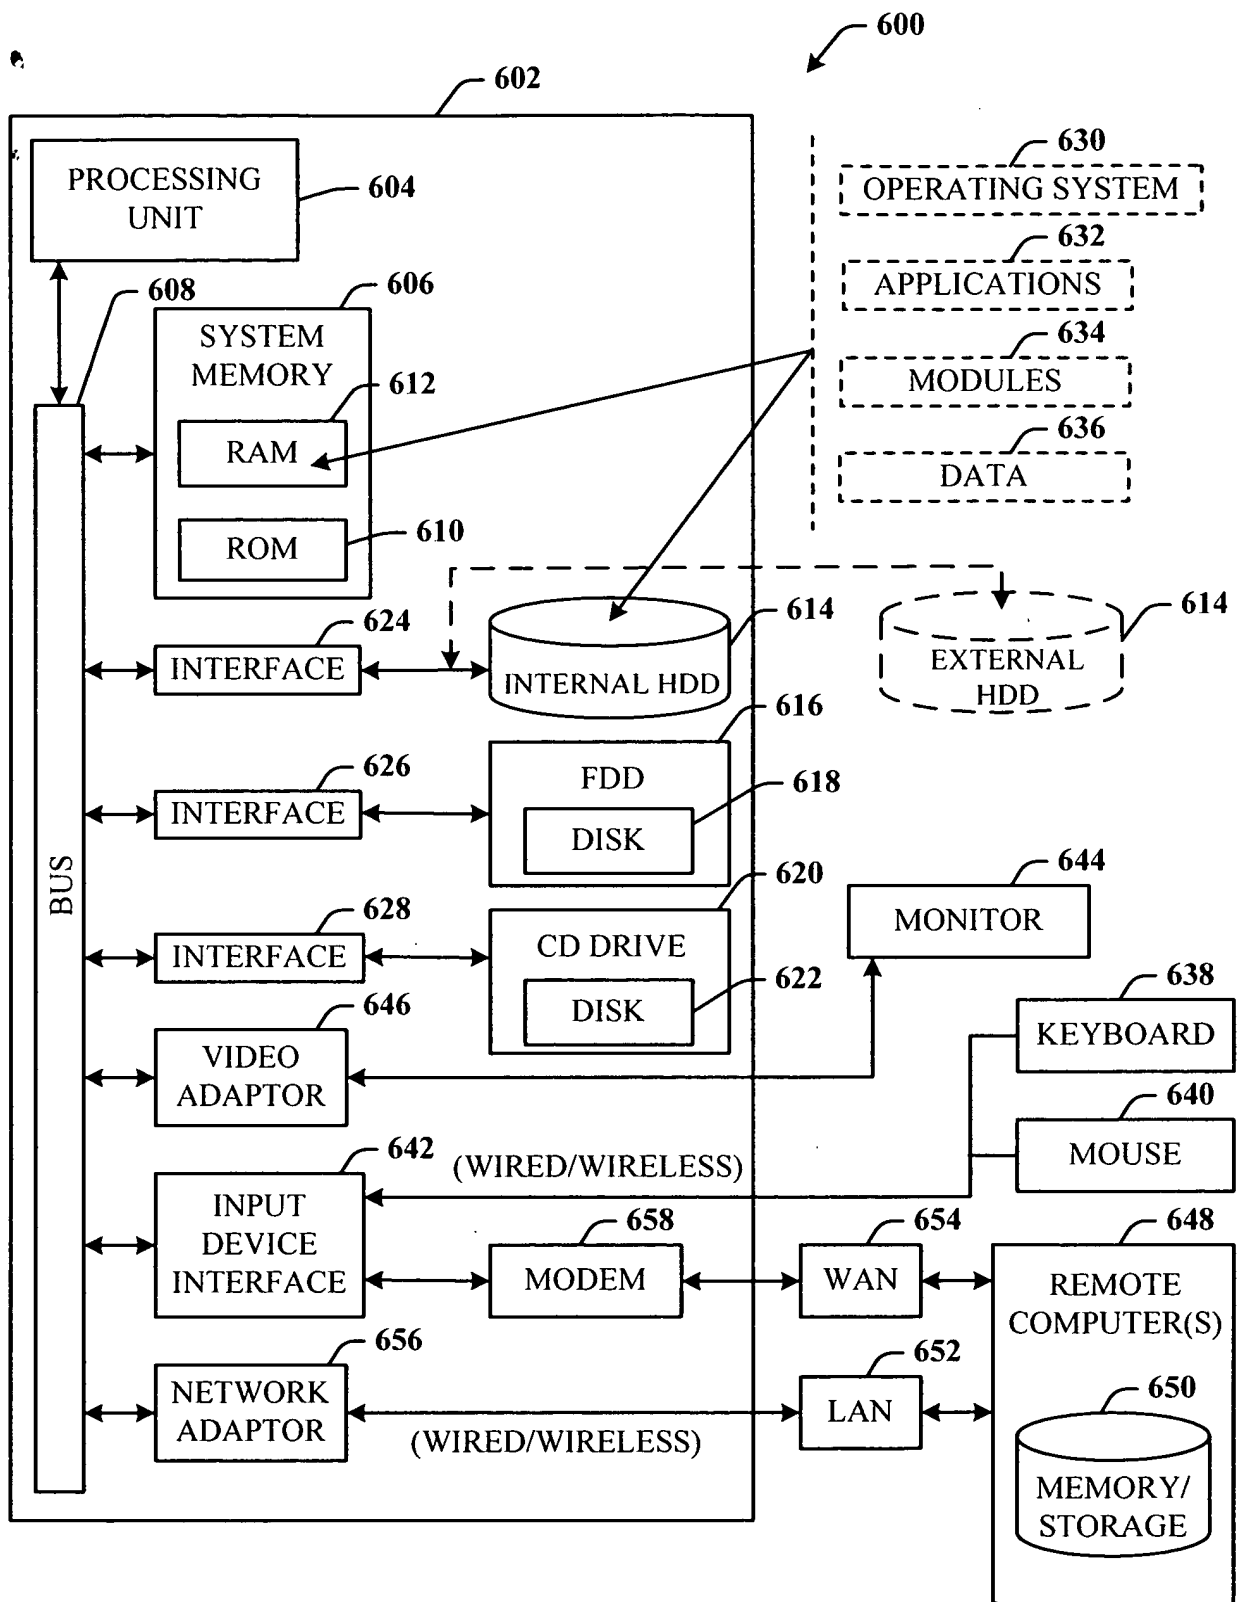 600
602
PROCESSING
UNIT
604
630
OPERATING SYSTEM
632
APPLICATIONS
634
MODULES
636
DATA
608
606
SYSTEM
MEMORY
612
RAM
610
ROM
BUS
624
INTERFACE
614
INTERNAL HDD
614
EXTERNAL
HDD
616
FDD
626
INTERFACE
618
DISK
620
CD DRIVE
628
INTERFACE
622
DISK
644
MONITOR
646
VIDEO
ADAPTOR
638
KEYBOARD
640
MOUSE
642
INPUT
DEVICE
INTERFACE
(WIRED/WIRELESS)
658
MODEM
654
WAN
648
REMOTE
COMPUTER(S)
656
NETWORK
ADAPTOR
(WIRED/WIRELESS)
652
LAN
650
MEMORY/
STORAGE